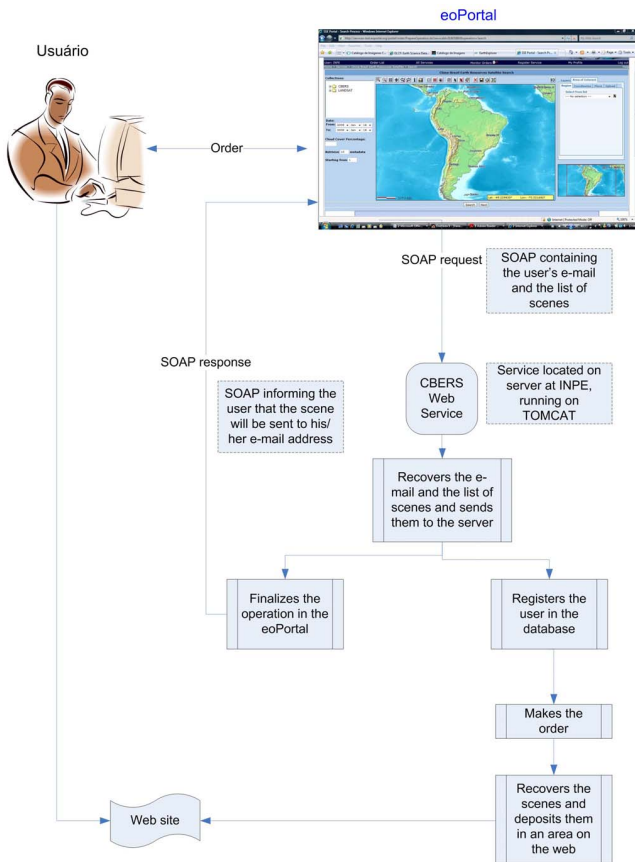 eoPortal
Usuário
Order
SOAP request
SOAP containing
the user's e-mail
and the list of
scenes
SOAP response
SOAP informing the
user that the scene
will be sent to his/
her e-mail address
CBERS
Web
Service
Service located on
server at INPE,
running on
TOMCAT
Recovers the e-
mail and the list of
scenes and sends
them to the server
Finalizes the
operation in the
eoPortal
Registers the
user in the
database
Makes the
order
Recovers the
scenes and
deposits them
in an area on
the web
Web site